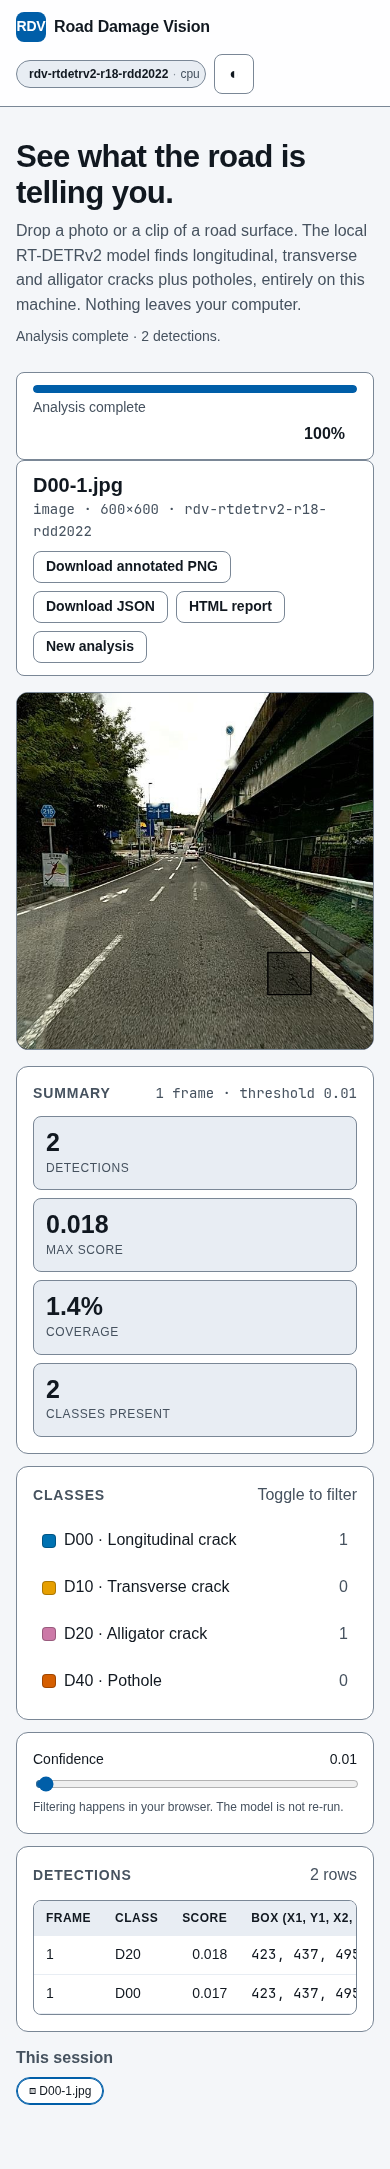 RDV Road Damage Vision
rdv-rtdetrv2-r18-rdd2022 · cpu
See what the road is
telling you.
Drop a photo or a clip of a road surface. The local
RT-DETRv2 model finds longitudinal, transverse
and alligator cracks plus potholes, entirely on this
machine. Nothing leaves your computer.
Analysis complete · 2 detections.
Analysis complete
100%
D00-1.jpg
image · 600×600 · rdv-rtdetrv2-r18-
rdd2022
Download annotated PNG
Download JSON HTML report
New analysis
215
SUMMARY 1 frame · threshold 0.01
2
DETECTIONS
0.018
MAX SCORE
1.4%
COVERAGE
2
CLASSES PRESENT
CLASSES Toggle to filter
D00 · Longitudinal crack 1
D10 · Transverse crack 0
D20 · Alligator crack 1
D40 · Pothole 0
Confidence 0.01
Filtering happens in your browser. The model is not re-run.
DETECTIONS 2 rows
FRAME CLASS SCORE BOX (X1, Y1, X2,
1 D20 0.018 423, 437, 495
1 D00 0.017 423, 437, 495
This session
D00-1.jpg